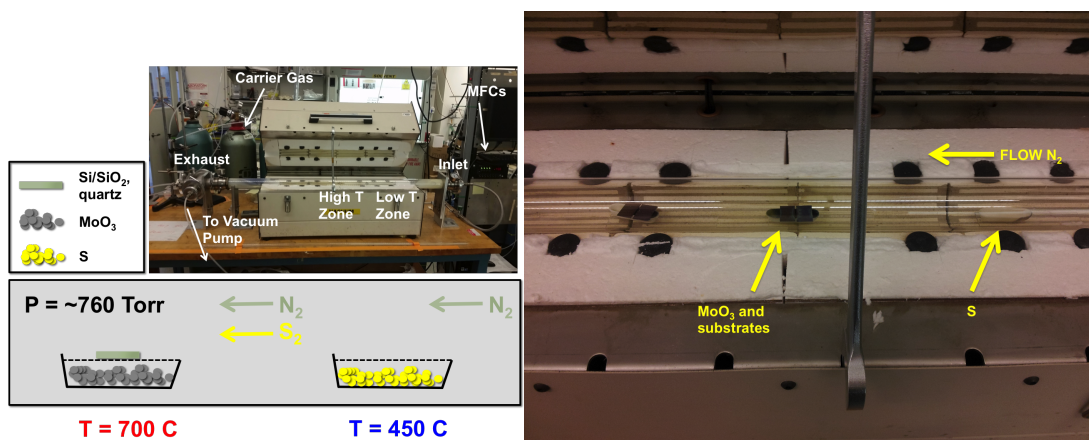 Carrier Gas
MFCs
Exhaust
Inlet
High T
Zone
Low T
Zone
To Vacuum
Pump
Si/SiO₂,
quartz
MoO₃
S
P = ~760 Torr
N₂
N₂
S₂
T = 700 C
T = 450 C
FLOW N₂
MoO₃ and
substrates
S